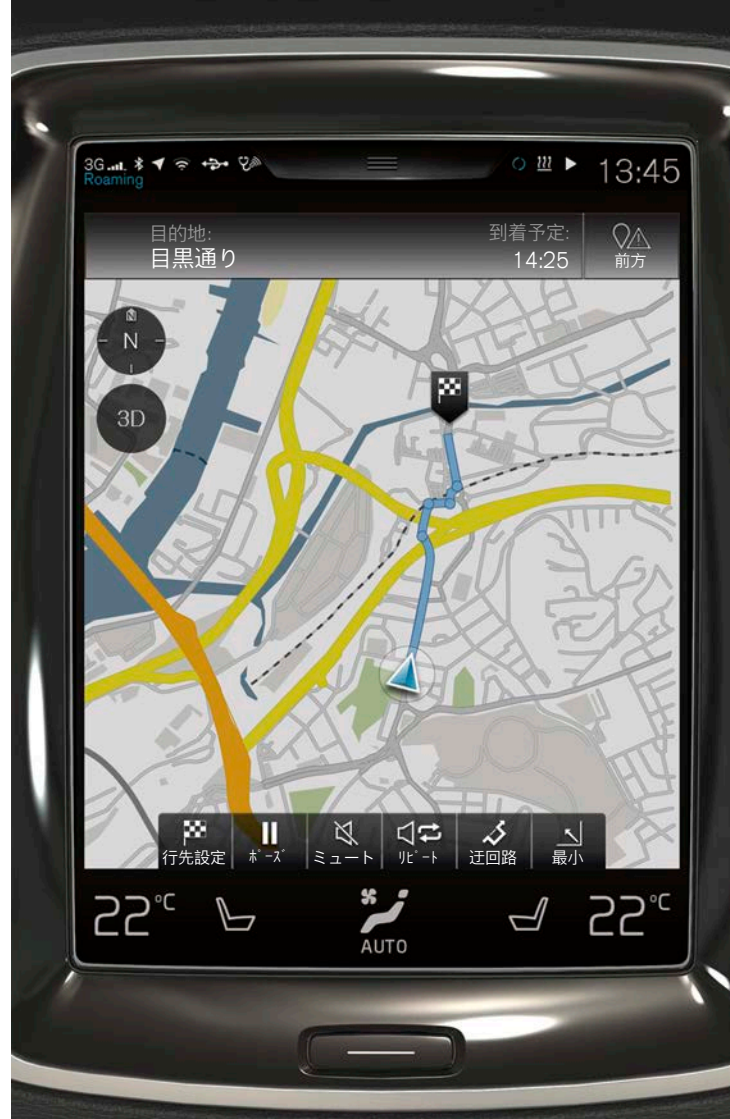 3G
Roaming
13:45
目的地:
目黒通り
到着予定:
14:25
前方
N
3D
行先設定
ﾎﾟｰｽﾞ
ミュート
ﾘﾋﾟｰﾄ
迂回路
最小
22°C
AUTO
22°C